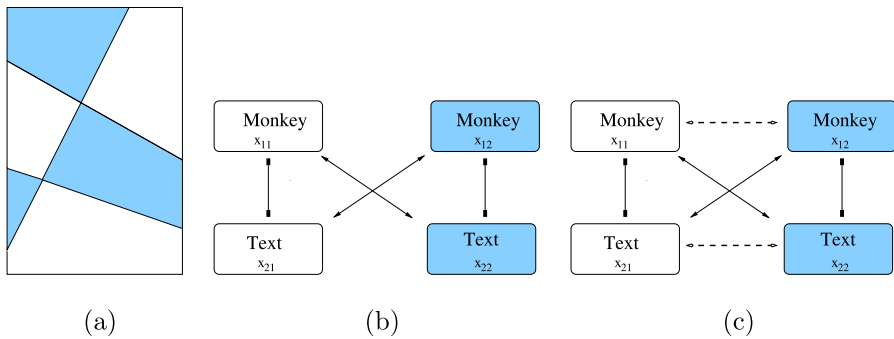 Monkey
x11
Monkey
x12
Text
x21
Text
x22
Monkey
x11
Monkey
x12
Text
x21
Text
x22
(a)
(b)
(c)